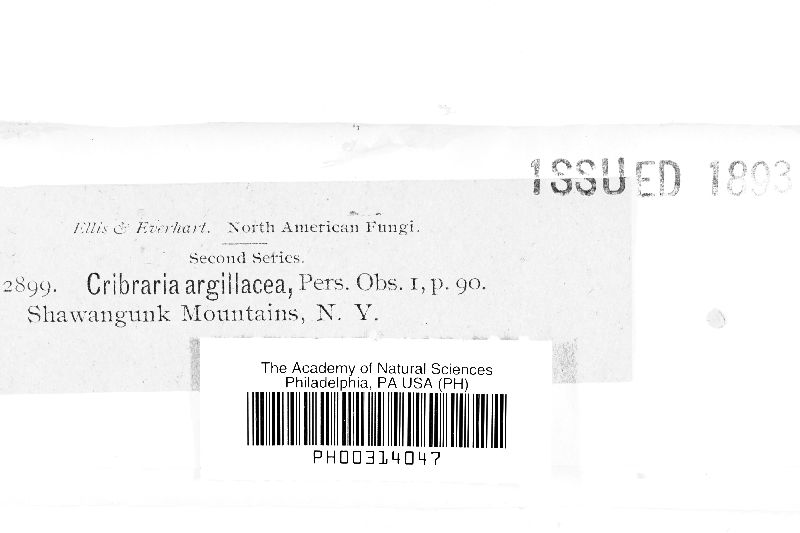 ISSUED 1893
Ellis & Everhart. North American Fungi.
Second Series.
2899. Cribraria argillacea, Pers. Obs. 1, p. 90.
Shawangunk Mountains, N. Y.
The Academy of Natural Sciences
Philadelphia, PA USA (PH)
PH00314047